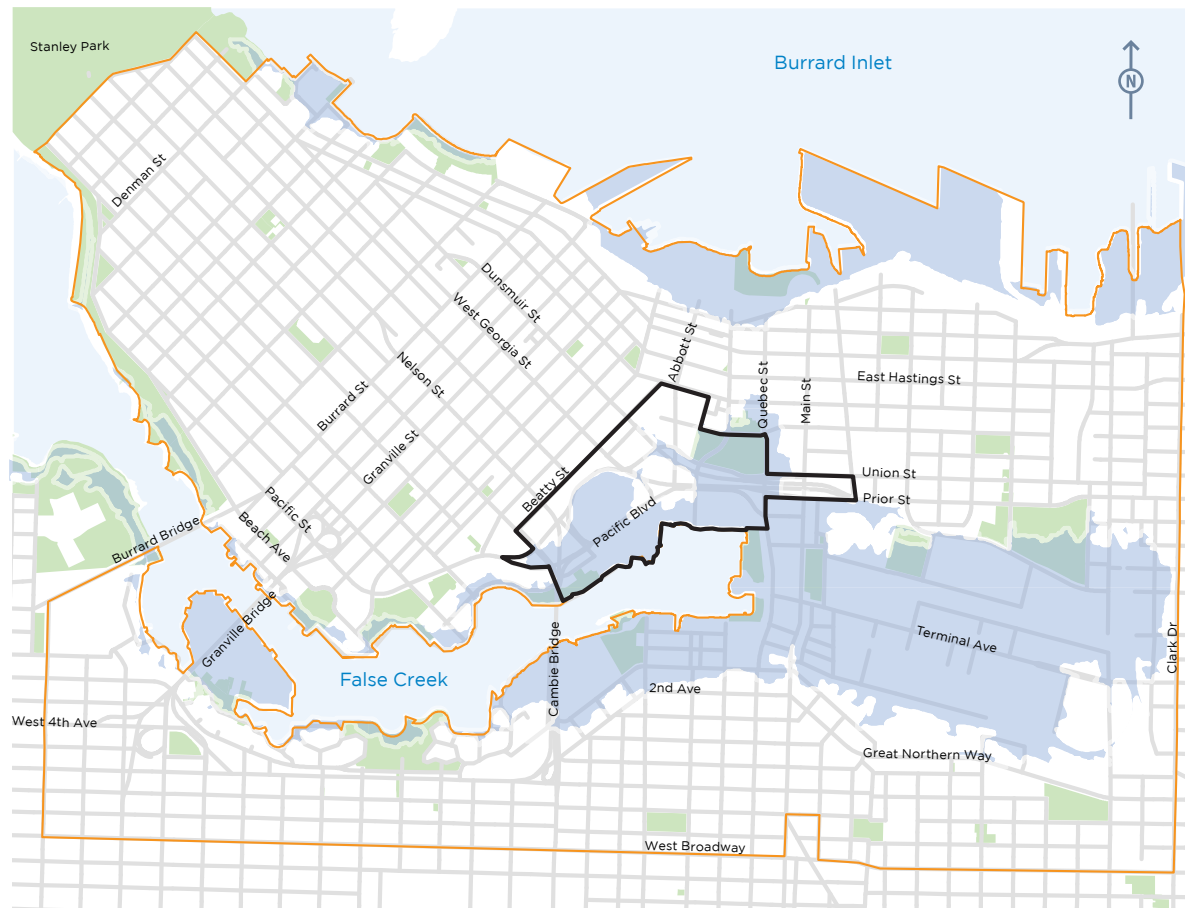 Stanley Park
Burrard Inlet
N
Denman St
Dunsmuir St
West Georgia St
Abbott St
Nelson St
Quebec St
Main St
East Hastings St
Burrard St
Granville St
Beatty St
Union St
Prior St
Pacific St
Pacific Blvd
Beach Ave
Burrard Bridge
Granville Bridge
Terminal Ave
Clark Dr
False Creek
Cambie Bridge
2nd Ave
West 4th Ave
Great Northern Way
West Broadway